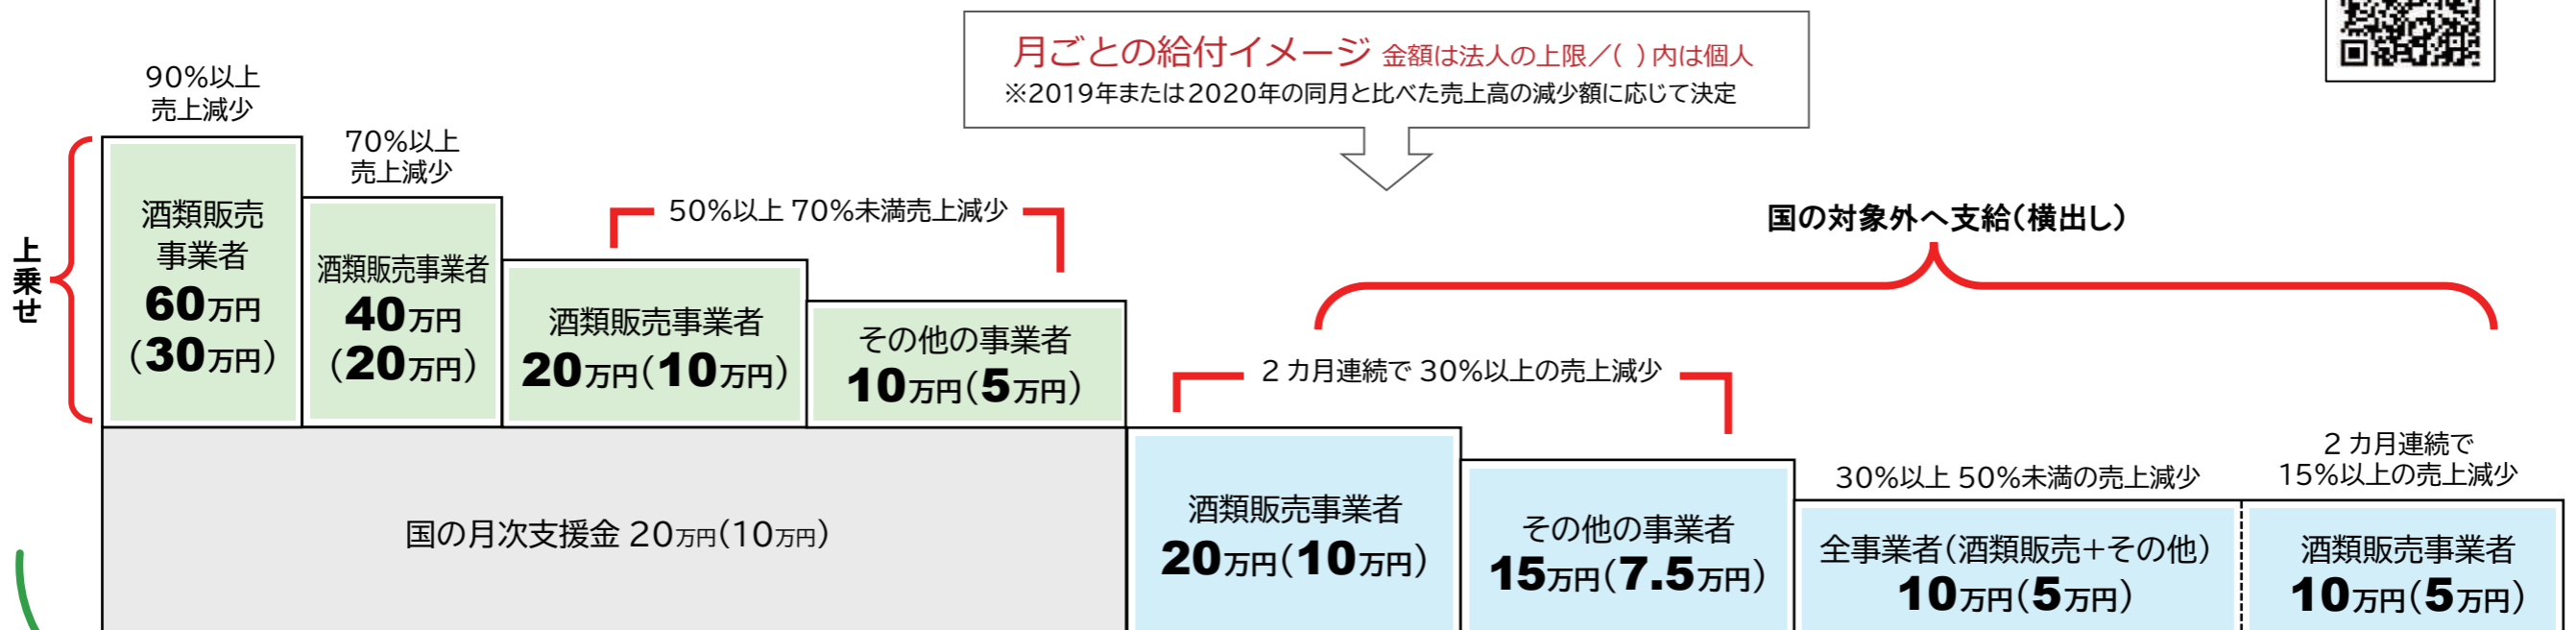 月ごとの給付イメージ 金額は法人の上限／( )内は個人
※2019年または2020年の同月と比べた売上高の減少額に応じて決定
90%以上
売上減少
70%以上
売上減少
50%以上 70%未満売上減少
国の対象外へ支給(横出し)
上乗せ
酒類販売
事業者
60万円
(30万円)
酒類販売事業者
40万円
(20万円)
酒類販売事業者
20万円(10万円)
その他の事業者
10万円(5万円)
2カ月連続で 30%以上の売上減少
国の月次支援金 20万円(10万円)
酒類販売事業者
20万円(10万円)
その他の事業者
15万円(7.5万円)
30%以上 50%未満の売上減少
全事業者(酒類販売+その他)
10万円(5万円)
2カ月連続で
15%以上の売上減少
酒類販売事業者
10万円(5万円)